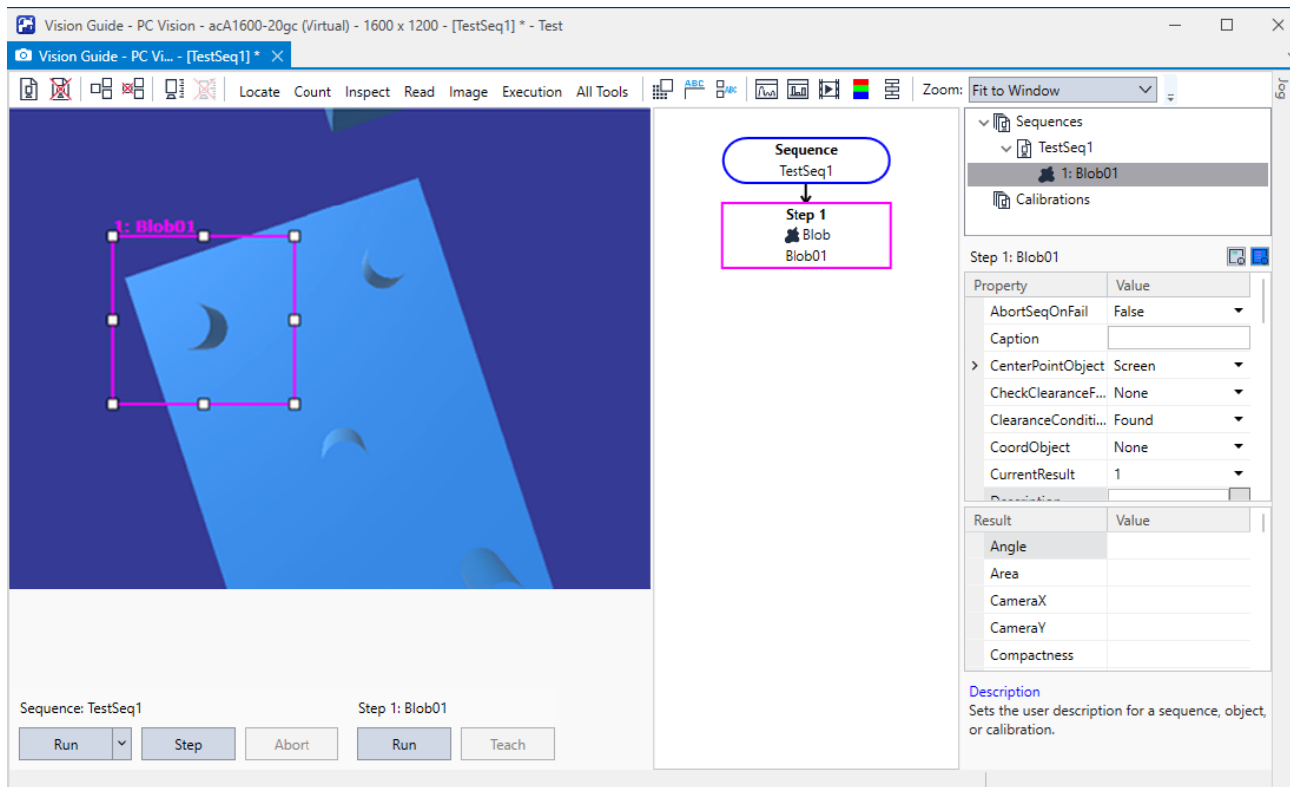 Vision Guide - PC Vision - acA1600-20gc (Virtual) - 1600 x 1200 - [TestSeq1] * - Test
Vision Guide - PC Vi... - [TestSeq1] *
Locate Count Inspect Read Image Execution All Tools
ABC
ABC
Zoom: Fit to Window
Jog
1: Blob01
Sequence
TestSeq1
Step 1
Blob
Blob01
Sequences
TestSeq1
1: Blob01
Calibrations
Step 1: Blob01
Property Value
AbortSeqOnFail False
Caption
CenterPointObject Screen
CheckClearanceF... None
ClearanceConditi... Found
CoordObject None
CurrentResult 1
Description
Result Value
Angle
Area
CameraX
CameraY
Compactness
Description
Sets the user description for a sequence, object,
or calibration.
Sequence: TestSeq1
Step 1: Blob01
Run Step Abort Run Teach